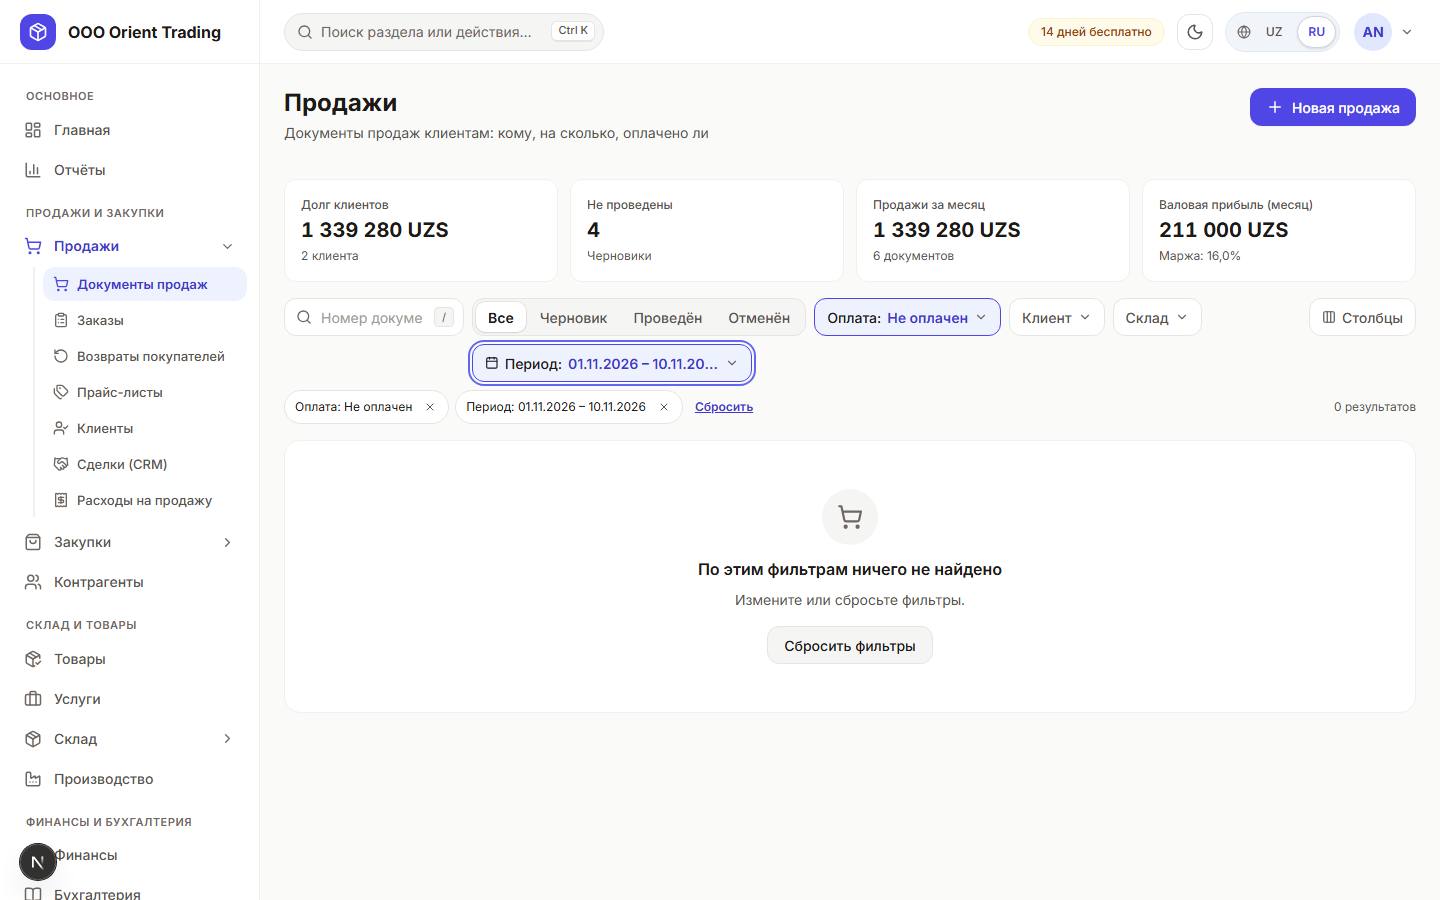 ООО Orient Trading
Поиск раздела или действия... Ctrl K
14 дней бесплатно
UZ RU
AN
ОСНОВНОЕ
Главная
Отчёты
ПРОДАЖИ И ЗАКУПКИ
Продажи
Документы продаж
Заказы
Возвраты покупателей
Прайс-листы
Клиенты
Сделки (CRM)
Расходы на продажу
Закупки
Контрагенты
СКЛАД И ТОВАРЫ
Товары
Услуги
Склад
Производство
ФИНАНСЫ И БУХГАЛТЕРИЯ
Финансы
Бухгалтерия
N
Продажи
Документы продаж клиентам: кому, на сколько, оплачено ли
+ Новая продажа
Долг клиентов
1 339 280 UZS
2 клиента
Не проведены
4
Черновики
Продажи за месяц
1 339 280 UZS
6 документов
Валовая прибыль (месяц)
211 000 UZS
Маржа: 16,0%
Номер докуме /
Все Черновик Проведён Отменён
Оплата: Не оплачен
Клиент
Склад
Столбцы
Период: 01.11.2026 – 10.11.20...
Оплата: Не оплачен ×
Период: 01.11.2026 – 10.11.2026 ×
Сбросить
0 результатов
По этим фильтрам ничего не найдено
Измените или сбросьте фильтры.
Сбросить фильтры